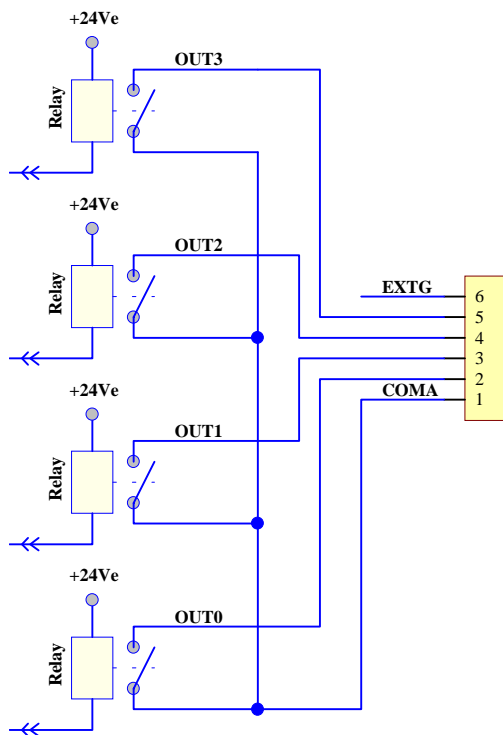 +24Ve
OUT3
Relay
+24Ve
OUT2
Relay
EXTG
6
5
4
3
2
COMA
1
+24Ve
OUT1
Relay
+24Ve
OUT0
Relay